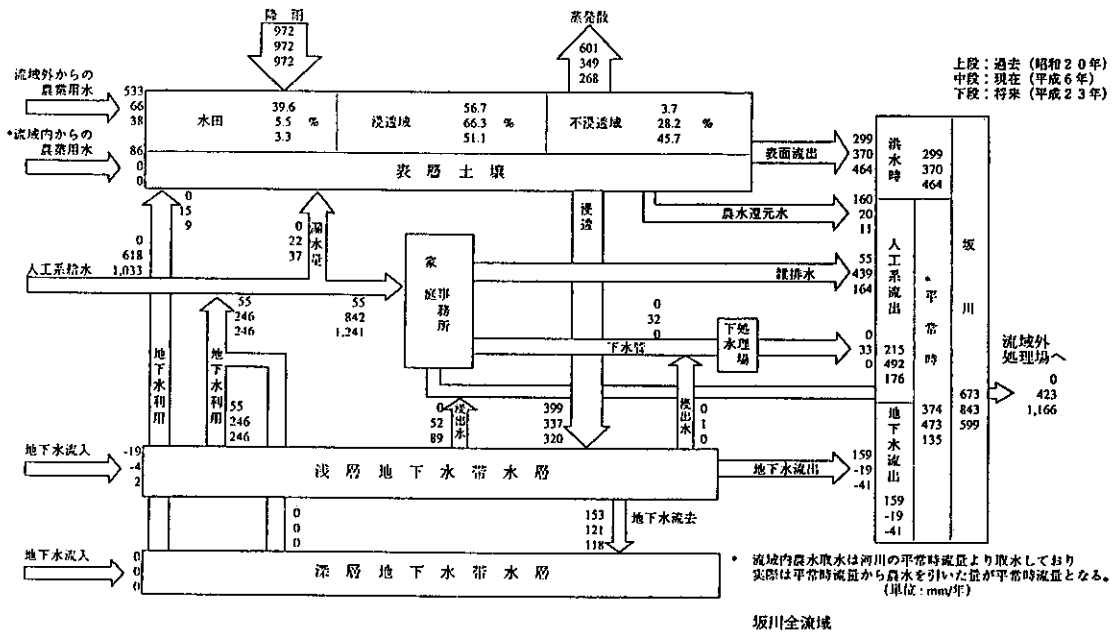 降雨
972
972
972
蒸発散
601
349
268
上段：過去（昭和２０年）
中段：現在（平成６年）
下段：将来（平成２３年）
流域外からの
農業用水
533
66
38
*流域内からの
農業用水
86
0
0
水田
39.6
5.5 %
3.3
浸透域
56.7
66.3 %
51.1
不浸透域
3.7
28.2 %
45.7
表層土壌
表面流出
299
370
464
洪水時
299
370
464
浸透
農水還元水
160
20
11
0
15
9
漏水量
0
22
37
人工系給水
0
618
1,033
55
246
246
55
842
1,241
家庭
事務所
雑排水
55
439
164
0
32
0
下水管
下水処理場
0
33
0
人工系流出
215
492
176
*平常時
坂川
流域外
処理場へ
0
423
1,166
673
843
599
374
473
135
地下水利用
地下水利用
55
246
246
0
52
89
浸出水
399
337
320
浸出水
0
1
0
地下水流入
-19
-4
2
浅層地下水帯水層
地下水流出
159
-19
-41
地下水流出
159
-19
-41
0
0
0
153
121
118
地下水流去
地下水流入
0
0
0
深層地下水帯水層
* 流域内農水取水は河川の平常時流量より取水しており
実際は平常時流量から農水を引いた量が平常時流量となる。
(単位：mm/年)
坂川全流域